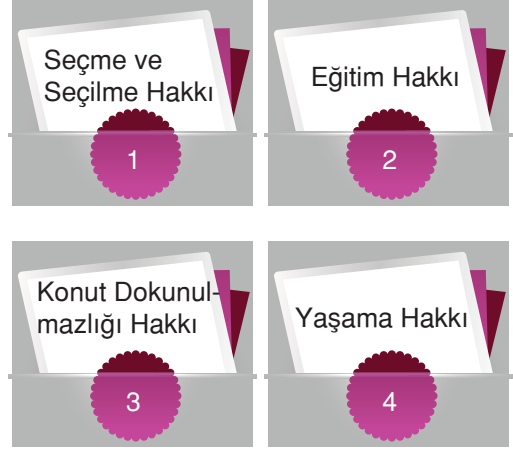 Seçme ve
Seçilme Hakkı
1
Eğitim Hakkı
2
Konut Dokunul-
mazlığı Hakkı
3
Yaşama Hakkı
4